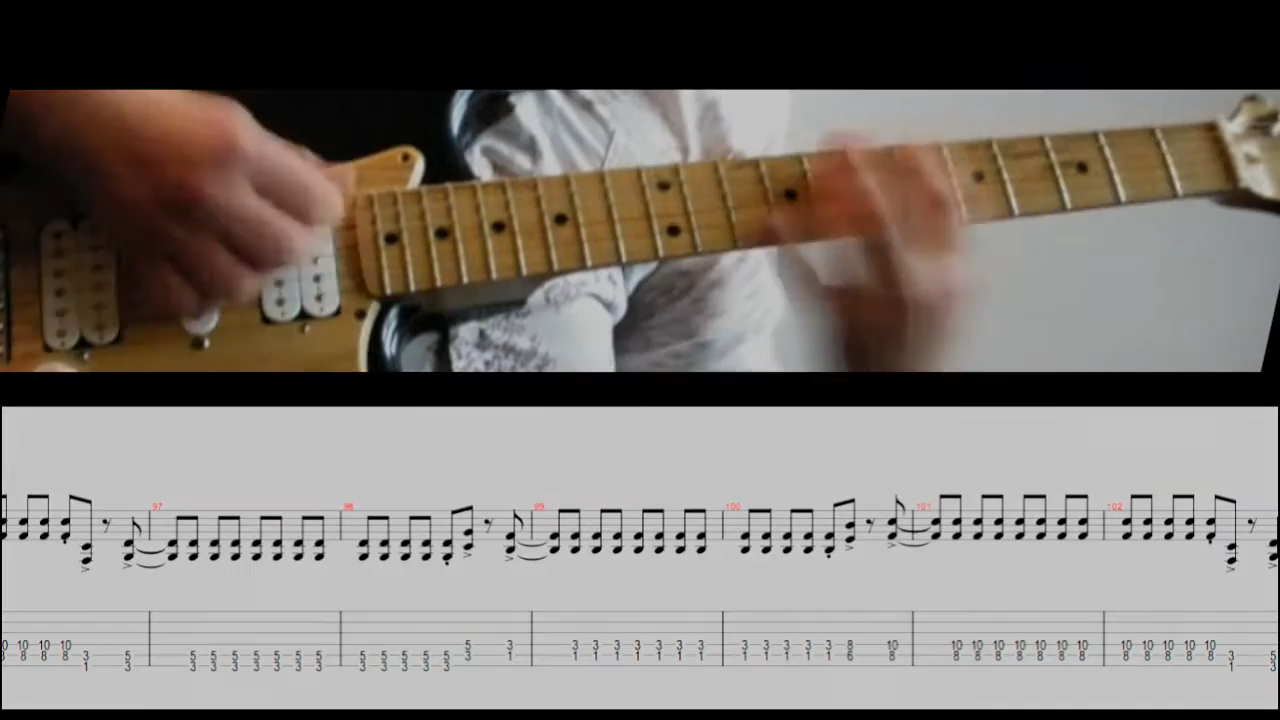 97 98 99 100 101 102
0 10 10 10 5 3 3 3 3 3 3 3 3 3 3 3 3 8 10 10 10 10 10 10 10 10 10 10 10 10 10
8 8 8 8 3 5 5 5 5 5 5 5 5 5 5 5 5 5 5 3 1 1 1 1 1 1 1 1 1 1 1 1 1 6 8 8 8 8 8 8 8 8 8 8 8 8 8 3 5
1 3 3 3 3 3 3 3 3 3 3 3 3 3 3 1 3